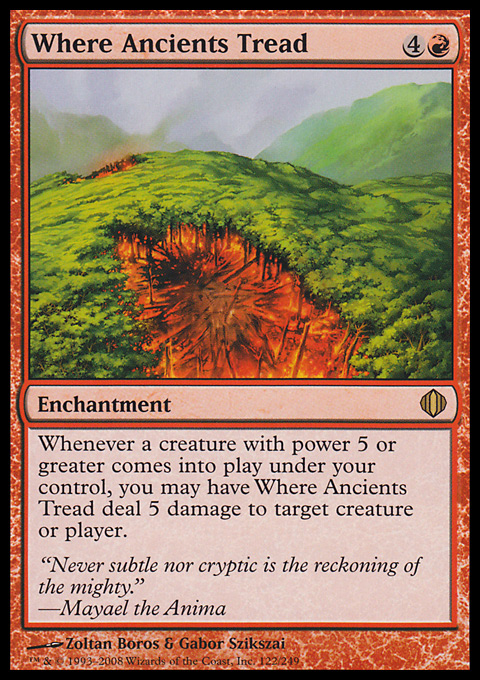 Where Ancients Tread 4
Enchantment
Whenever a creature with power 5 or
greater comes into play under your
control, you may have Where Ancients
Tread deal 5 damage to target creature
or player.
“Never subtle nor cryptic is the reckoning of
the mighty.”
—Mayael the Anima
Zoltan Boros & Gabor Szikszai
™ & © 1993–2008 Wizards of the Coast, Inc. 122/249